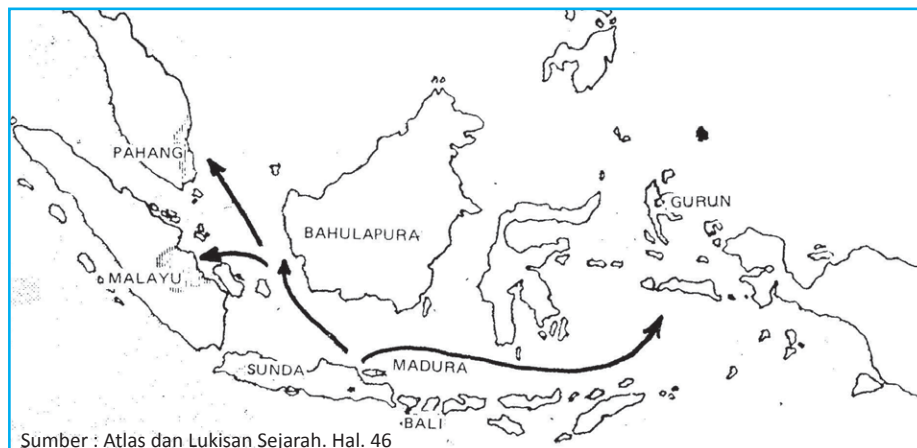 PAHANG
GURUN
BAHULAPURA
MALAYU
SUNDA
MADURA
BALI
Sumber : Atlas dan Lukisan Sejarah. Hal. 46